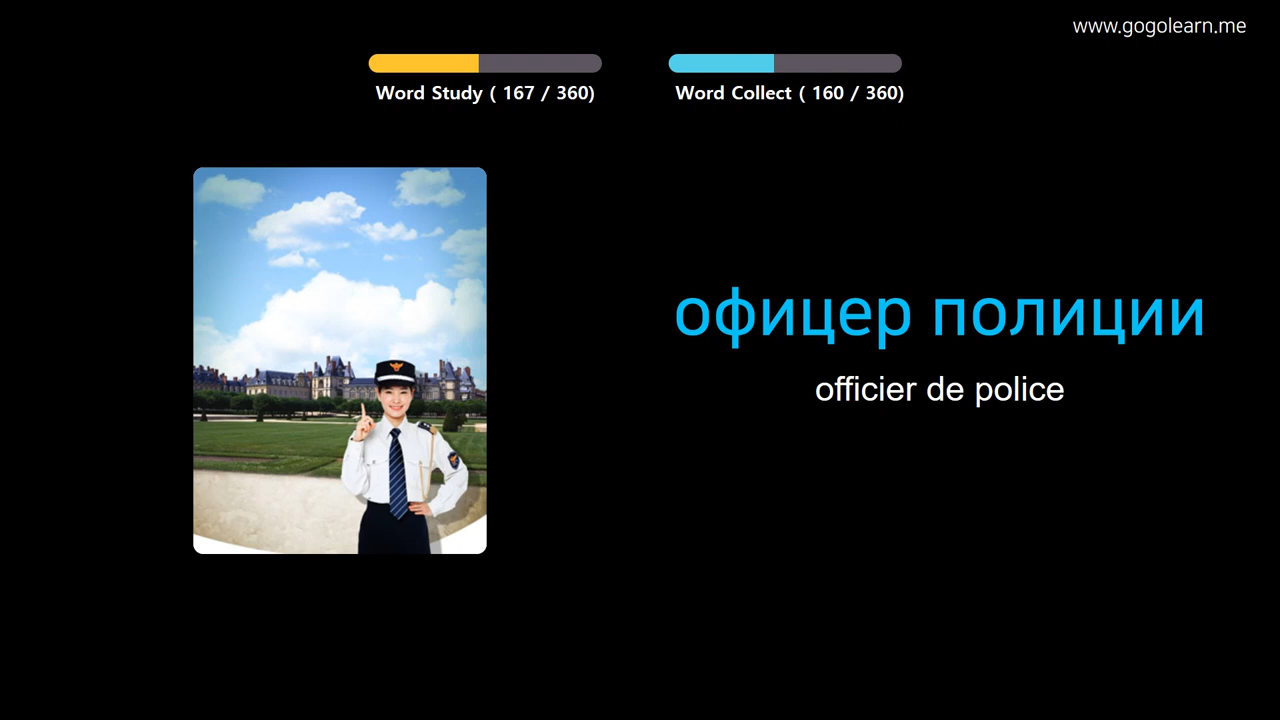 www.gogolearn.me
Word Study ( 167 / 360)
Word Collect ( 160 / 360)
офицер полиции
officier de police